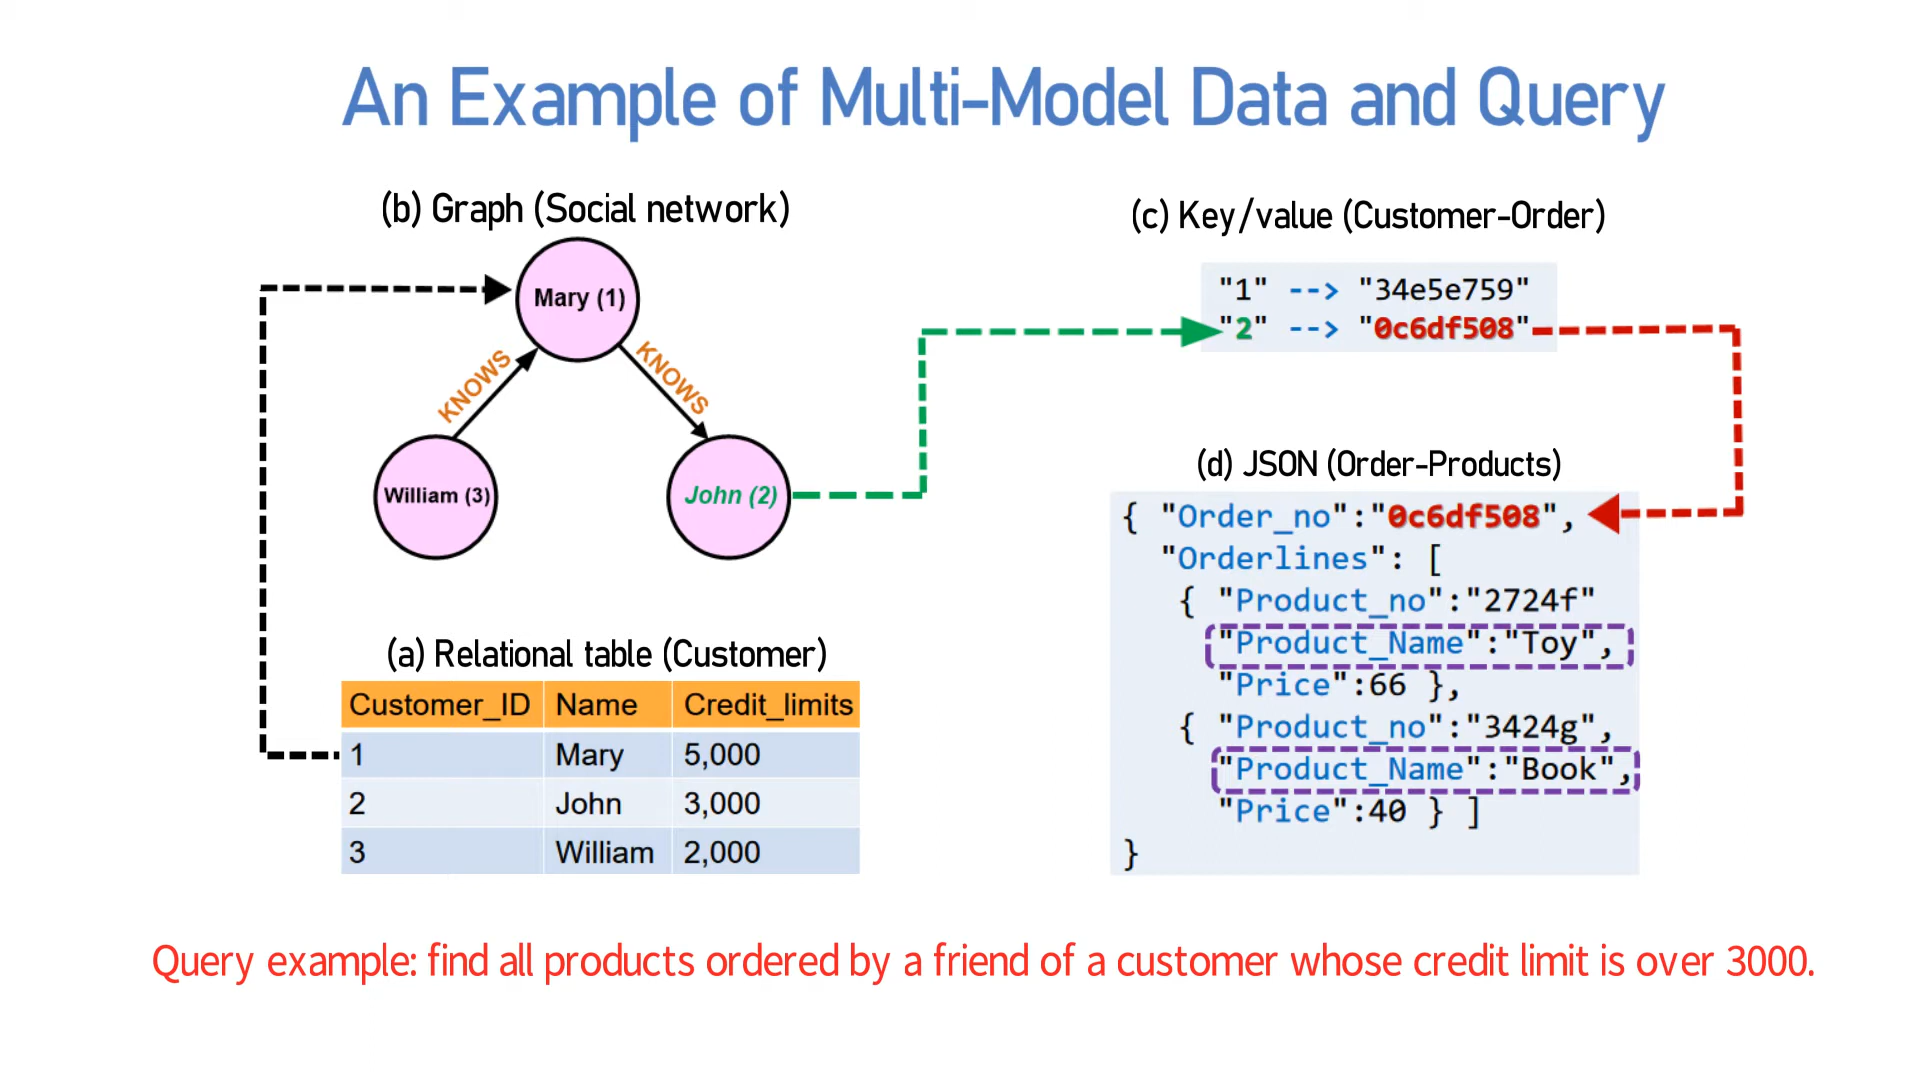 An Example of Multi-Model Data and Query
(b) Graph (Social network)
Mary (1)
KNOWS
KNOWS
William (3)
John (2)
(a) Relational table (Customer)
Customer_ID Name Credit_limits
1 Mary 5,000
2 John 3,000
3 William 2,000
(c) Key/value (Customer-Order)
"1" --> "34e5e759"
"2" --> "0c6df508"
(d) JSON (Order-Products)
{ "Order_no":"0c6df508",
"Orderlines": [
{ "Product_no":"2724f"
"Product_Name":"Toy",
"Price":66 },
{ "Product_no":"3424g",
"Product_Name":"Book",
"Price":40 } ]
}
Query example: find all products ordered by a friend of a customer whose credit limit is over 3000.